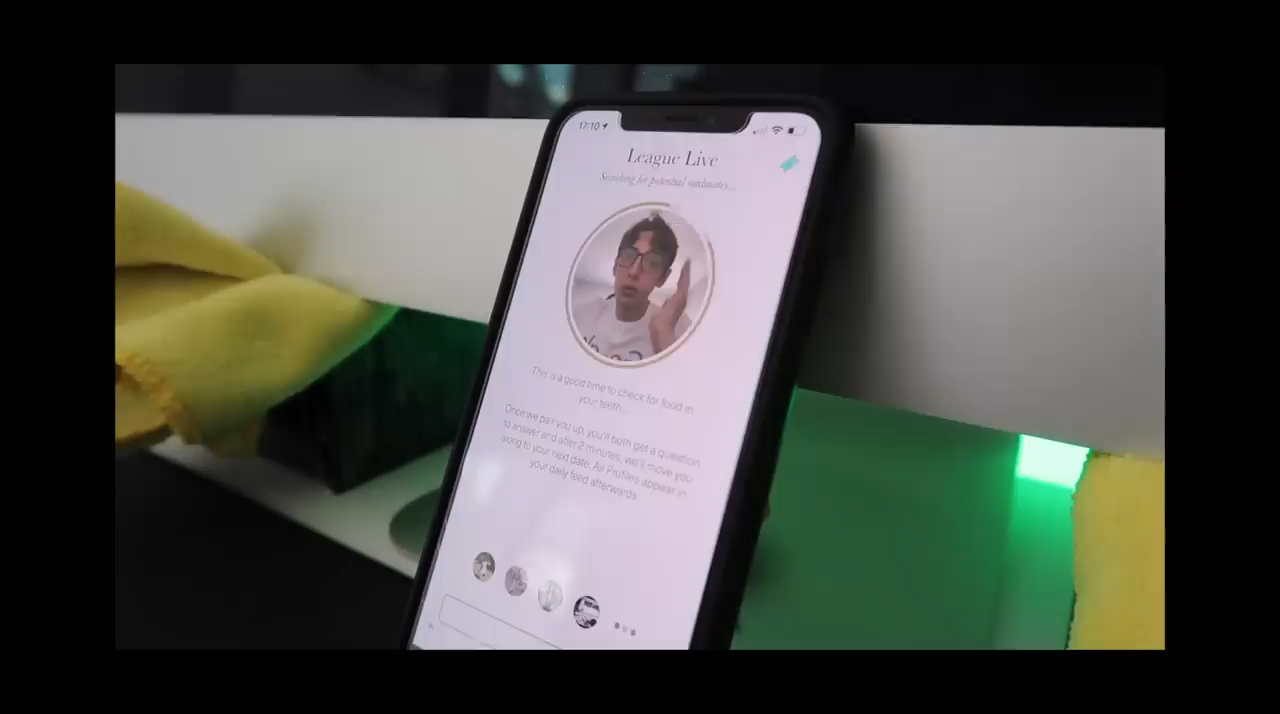 17:10
League Live
Searching for potential soulmates...
This is a good time to check for food in
your teeth...
Once we pair you up, you'll both get a question
to answer and after 2 minutes, we'll move you
along to your next date. All Profiles appear in
your daily feed afterwards.